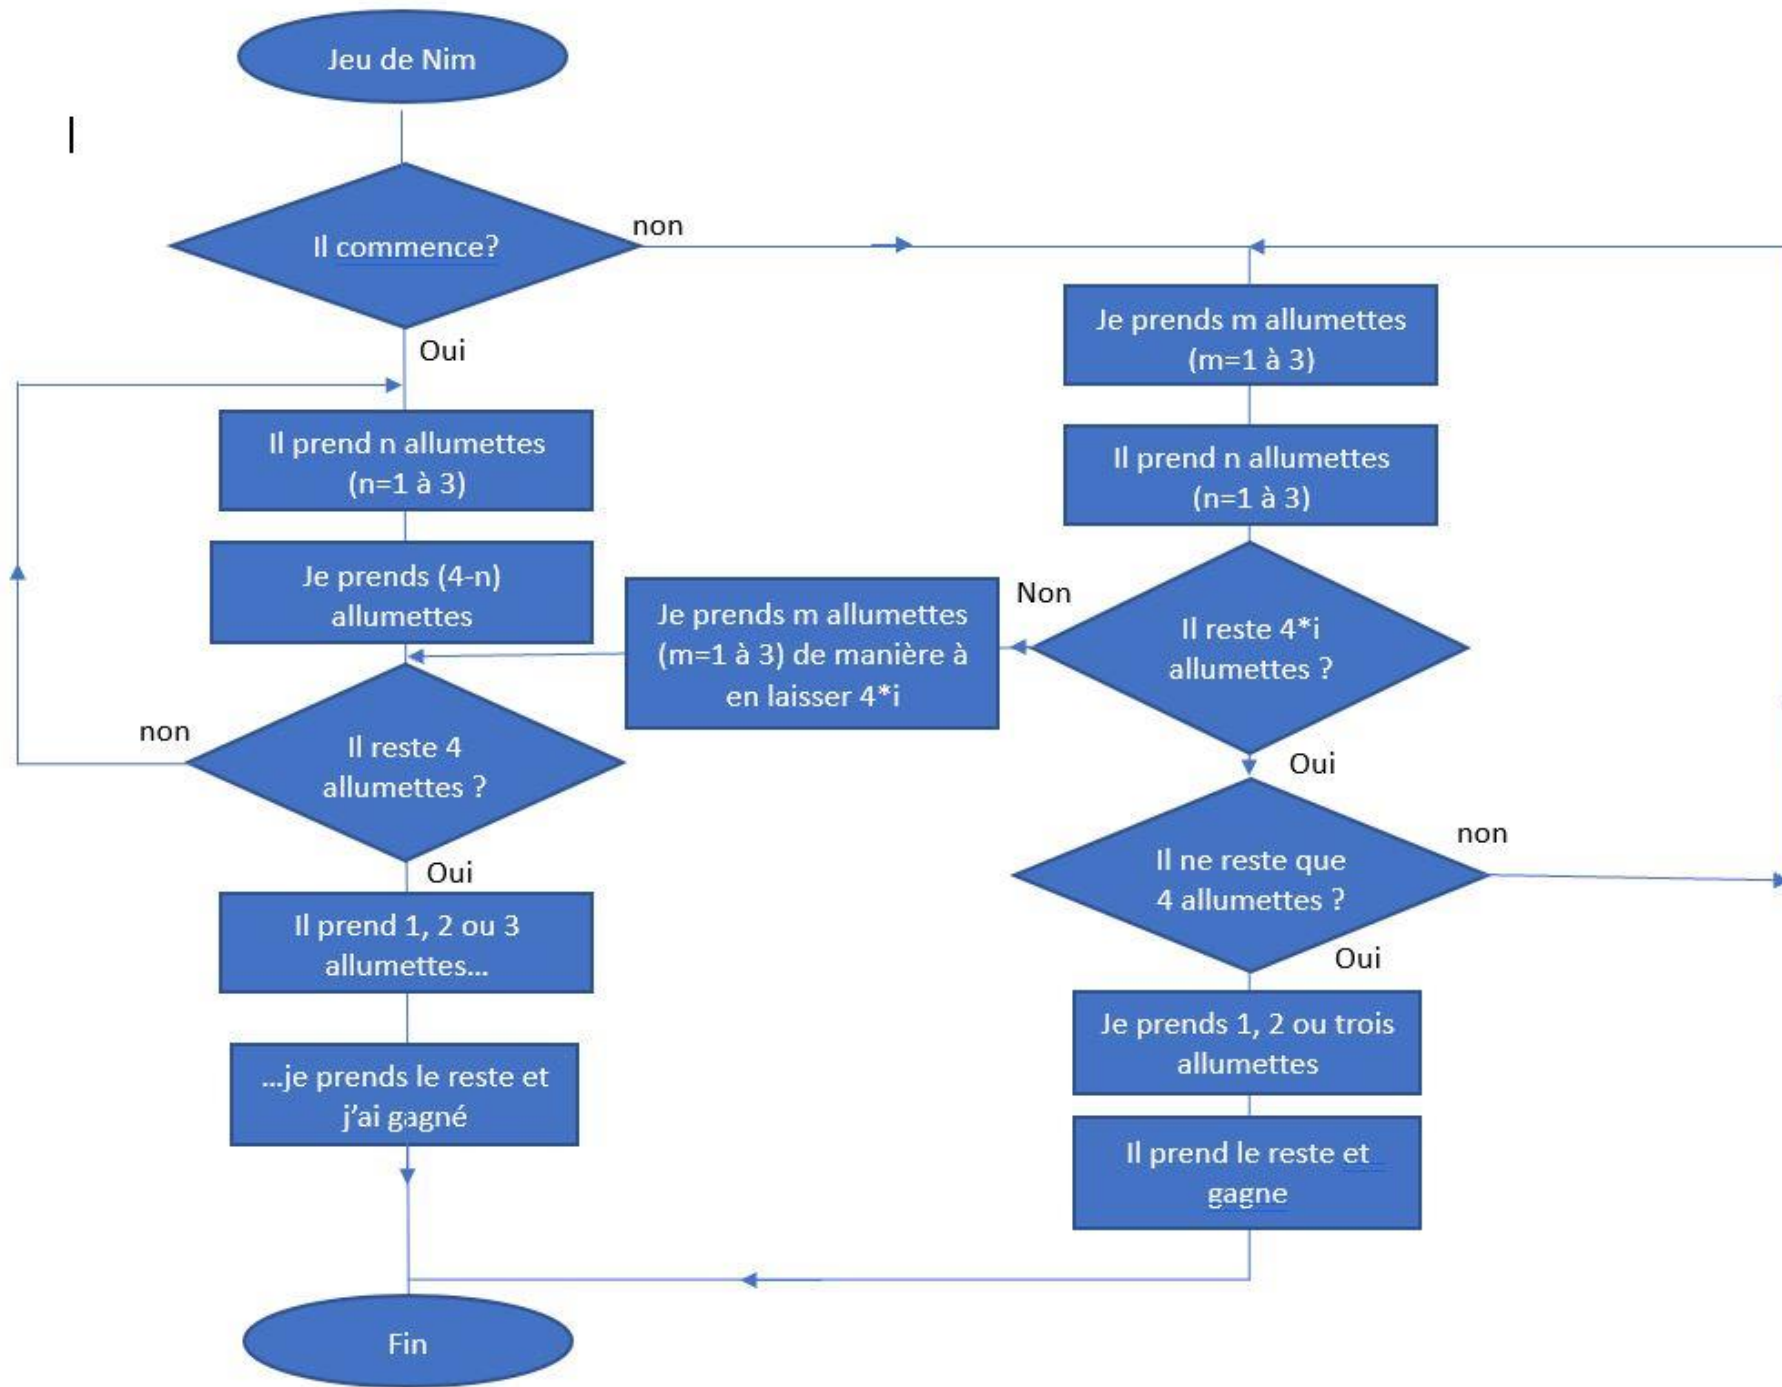 Jeu de Nim
Il commence?
non
Oui
Il prend n allumettes
(n=1 à 3)
Je prends (4-n)
allumettes
Il reste 4
allumettes ?
non
Oui
Il prend 1, 2 ou 3
allumettes…
…je prends le reste et
j’ai gagné
Je prends m allumettes
(m=1 à 3)
Il prend n allumettes
(n=1 à 3)
Il reste 4*i
allumettes ?
Non
Je prends m allumettes
(m=1 à 3) de manière à
en laisser 4*i
Oui
Il ne reste que
4 allumettes ?
non
Oui
Je prends 1, 2 ou trois
allumettes
Il prend le reste et
gagne
Fin